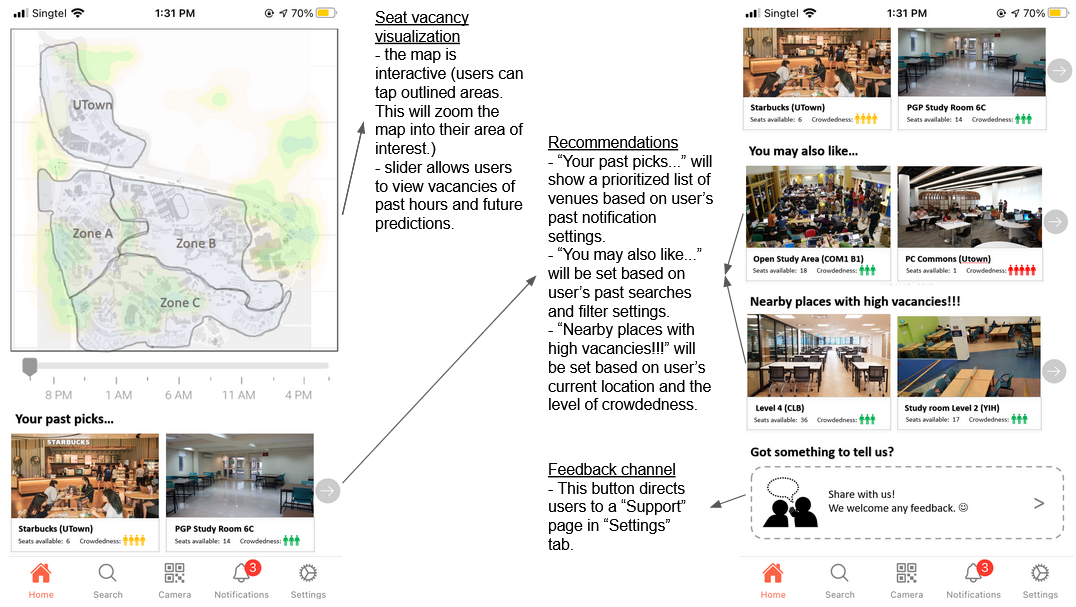 Singtel 1:31 PM 70%
UTown
Zone A
Zone B
Zone C
8 PM 1 AM 6 AM 11 AM 4 PM
Your past picks...
STARBUCKS
Starbucks (UTown)
Seats available: 6 Crowdedness:
PGP Study Room 6C
Seats available: 14 Crowdedness:
Home Search Camera Notifications Settings
3
Seat vacancy
visualization
- the map is
interactive (users can
tap outlined areas.
This will zoom the
map into their area of
interest.)
- slider allows users
to view vacancies of
past hours and future
predictions.
Recommendations
- “Your past picks...” will
show a prioritized list of
venues based on user’s
past notification
settings.
- “You may also like...”
will be set based on
user’s past searches
and filter settings.
- “Nearby places with
high vacancies!!!” will
be set based on user’s
current location and the
level of crowdedness.
Feedback channel
- This button directs
users to a “Support”
page in “Settings”
tab.
Singtel 1:31 PM 70%
Starbucks (UTown)
Seats available: 6 Crowdedness:
PGP Study Room 6C
Seats available: 14 Crowdedness:
You may also like...
Open Study Area (COM1 B1)
Seats available: 18 Crowdedness:
PC Commons (Utown)
Seats available: 1 Crowdedness:
Nearby places with high vacancies!!!
Level 4 (CLB)
Seats available: 36 Crowdedness:
Study room Level 2 (YIH)
Seats available: 17 Crowdedness:
Got something to tell us?
Share with us!
We welcome any feedback. ☺
Home Search Camera Notifications Settings
3